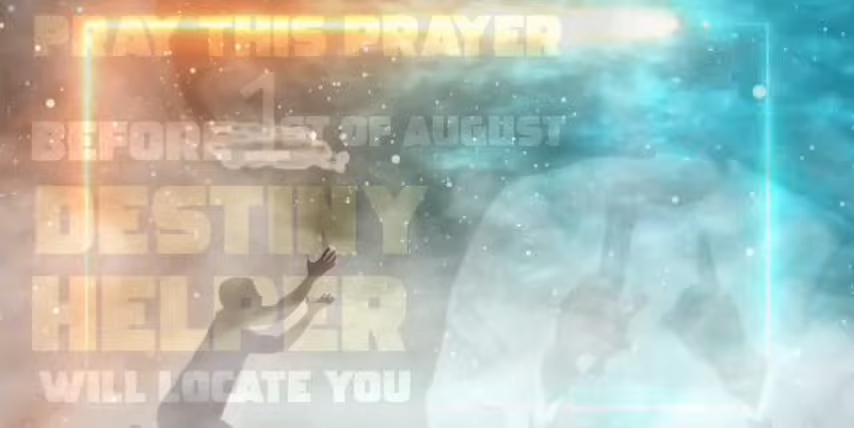 PRAY THIS PRAYER
BEFORE 1ST OF AUGUST
DESTINY
HELPER
WILL LOCATE YOU